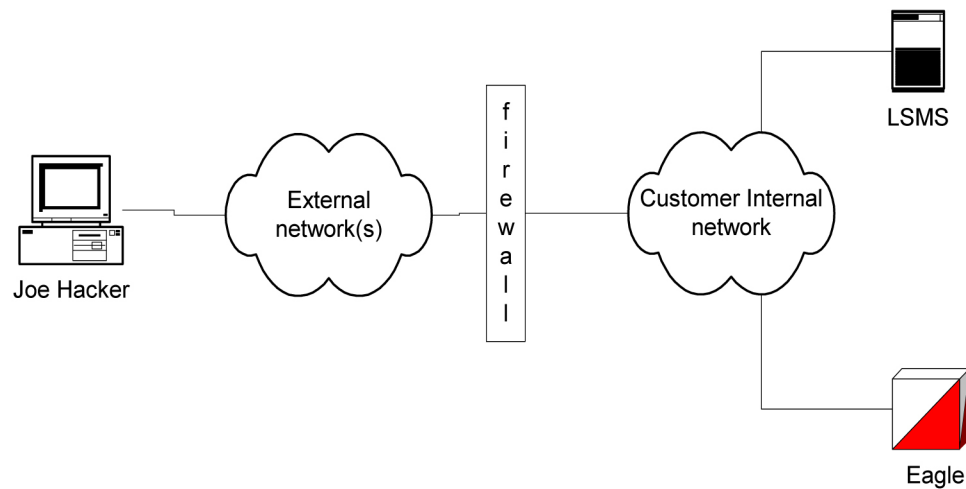 Joe Hacker
External
network(s)
f
i
r
e
w
a
l
l
Customer Internal
network
LSMS
Eagle